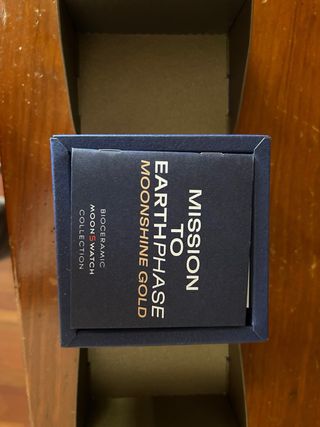 MISSION
TO
EARTHPHASE
MOONSHINE GOLD
BIOCERAMIC
MOONSWATCH
COLLECTION